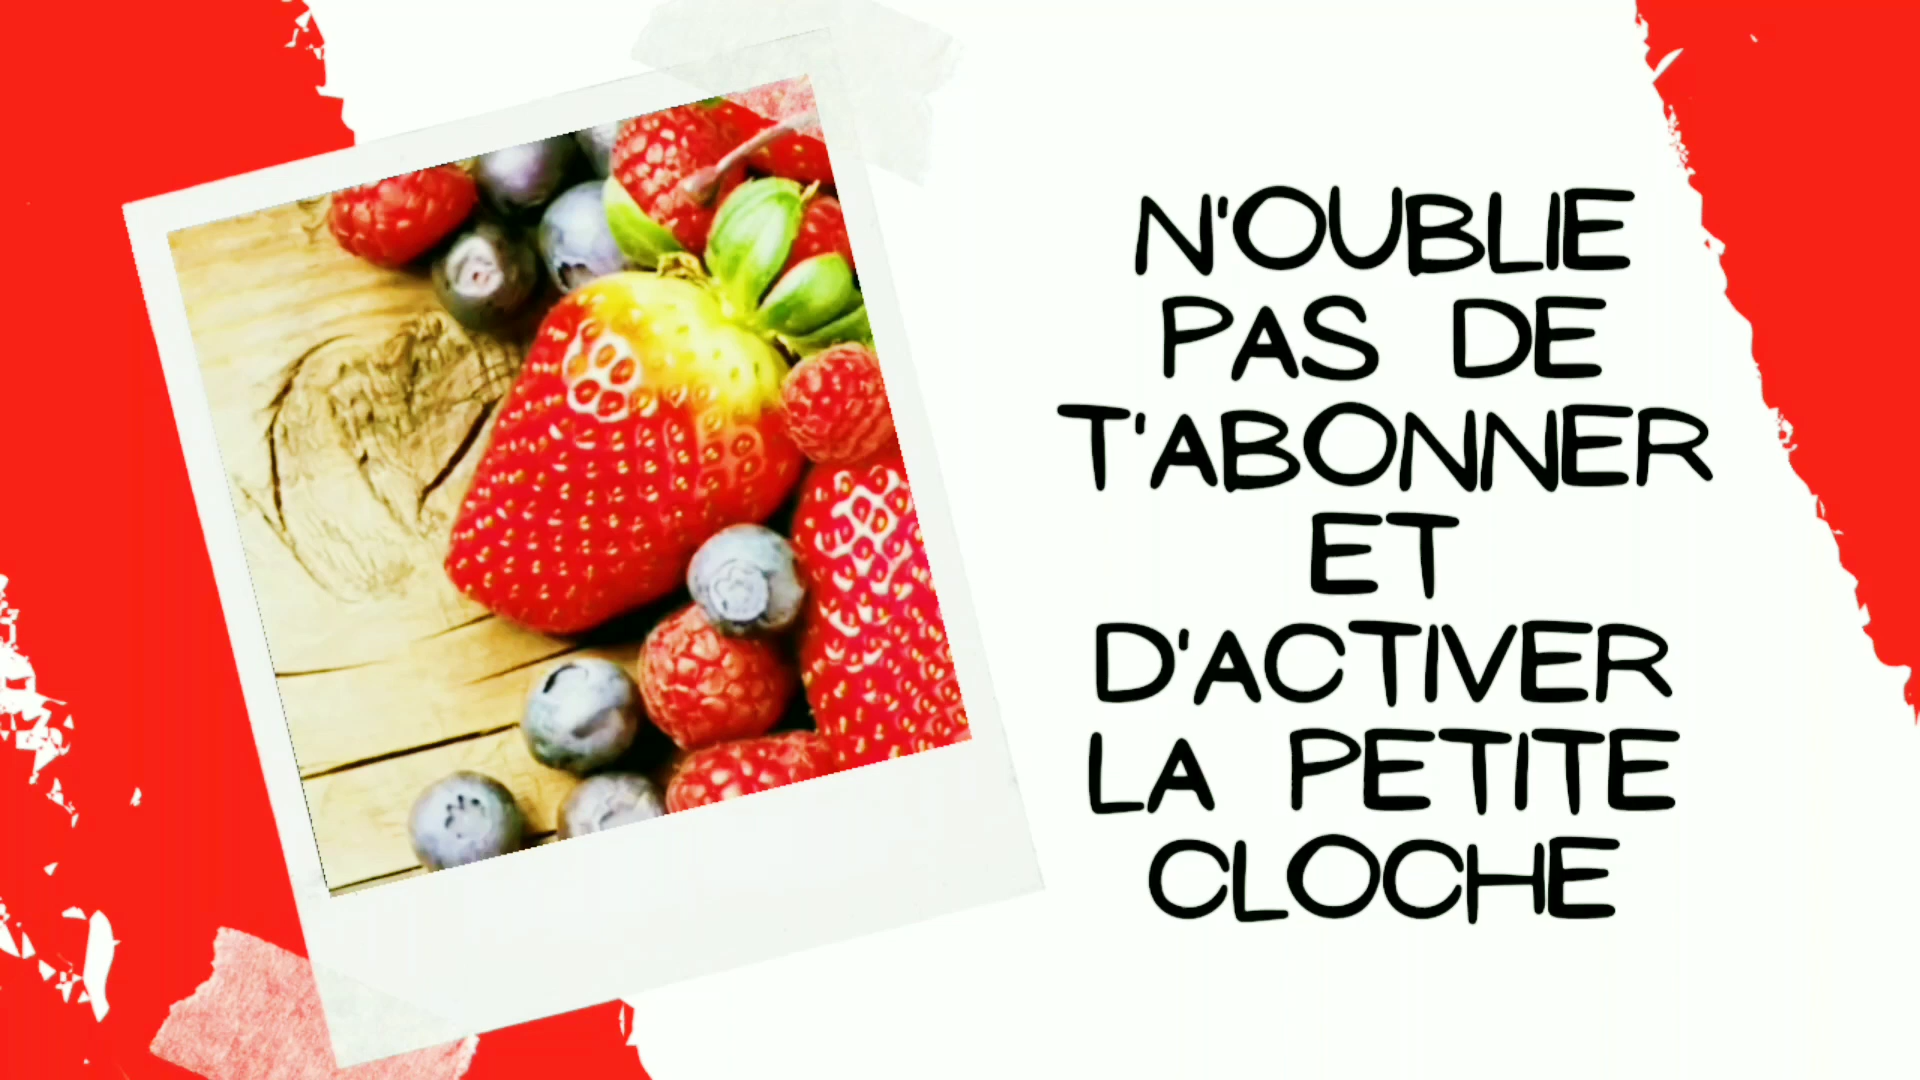 N'OUBLIE
PAS DE
T'ABONNER
ET
D'ACTIVER
LA PETITE
CLOCHE